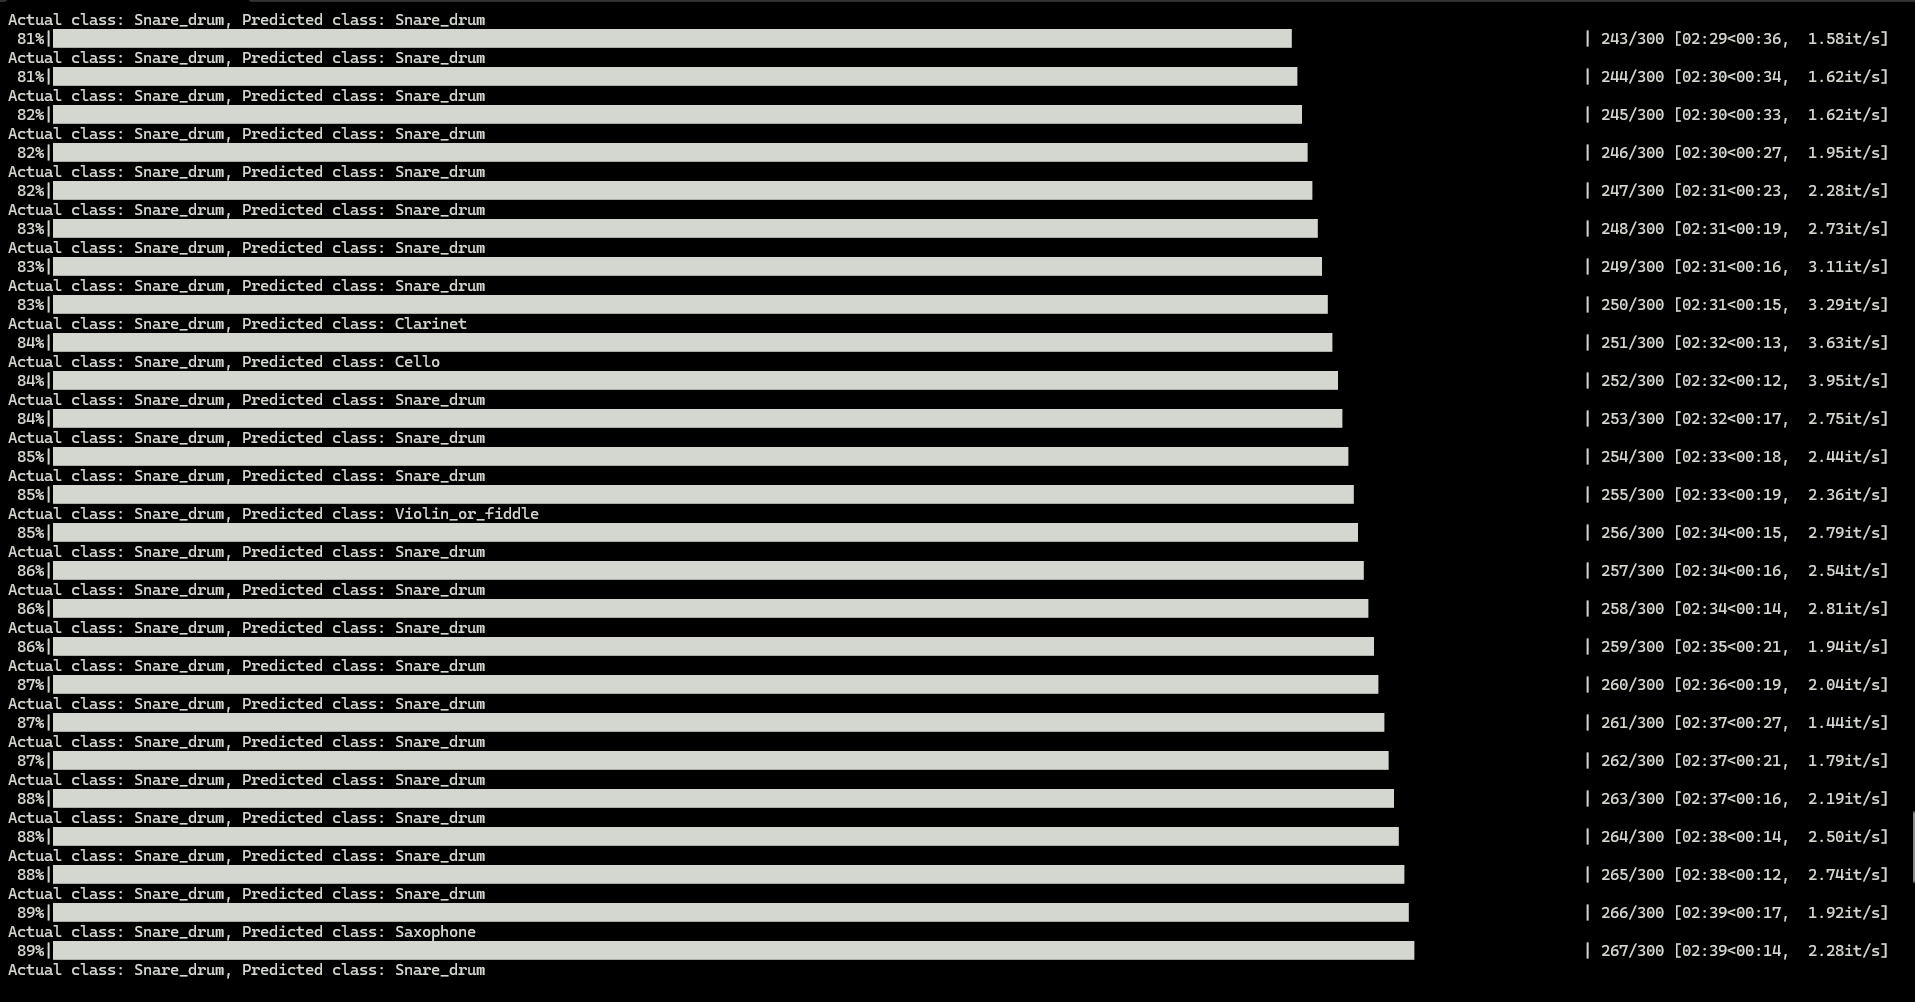 Actual class: Snare_drum, Predicted class: Snare_drum
81%| | 243/300 [02:29<00:36, 1.58it/s]
Actual class: Snare_drum, Predicted class: Snare_drum
81%| | 244/300 [02:30<00:34, 1.62it/s]
Actual class: Snare_drum, Predicted class: Snare_drum
82%| | 245/300 [02:30<00:33, 1.62it/s]
Actual class: Snare_drum, Predicted class: Snare_drum
82%| | 246/300 [02:30<00:27, 1.95it/s]
Actual class: Snare_drum, Predicted class: Snare_drum
82%| | 247/300 [02:31<00:23, 2.28it/s]
Actual class: Snare_drum, Predicted class: Snare_drum
83%| | 248/300 [02:31<00:19, 2.73it/s]
Actual class: Snare_drum, Predicted class: Snare_drum
83%| | 249/300 [02:31<00:16, 3.11it/s]
Actual class: Snare_drum, Predicted class: Snare_drum
83%| | 250/300 [02:31<00:15, 3.29it/s]
Actual class: Snare_drum, Predicted class: Clarinet
84%| | 251/300 [02:32<00:13, 3.63it/s]
Actual class: Snare_drum, Predicted class: Cello
84%| | 252/300 [02:32<00:12, 3.95it/s]
Actual class: Snare_drum, Predicted class: Snare_drum
84%| | 253/300 [02:32<00:17, 2.75it/s]
Actual class: Snare_drum, Predicted class: Snare_drum
85%| | 254/300 [02:33<00:18, 2.44it/s]
Actual class: Snare_drum, Predicted class: Snare_drum
85%| | 255/300 [02:33<00:19, 2.36it/s]
Actual class: Snare_drum, Predicted class: Violin_or_fiddle
85%| | 256/300 [02:34<00:15, 2.79it/s]
Actual class: Snare_drum, Predicted class: Snare_drum
86%| | 257/300 [02:34<00:16, 2.54it/s]
Actual class: Snare_drum, Predicted class: Snare_drum
86%| | 258/300 [02:34<00:14, 2.81it/s]
Actual class: Snare_drum, Predicted class: Snare_drum
86%| | 259/300 [02:35<00:21, 1.94it/s]
Actual class: Snare_drum, Predicted class: Snare_drum
87%| | 260/300 [02:36<00:19, 2.04it/s]
Actual class: Snare_drum, Predicted class: Snare_drum
87%| | 261/300 [02:37<00:27, 1.44it/s]
Actual class: Snare_drum, Predicted class: Snare_drum
87%| | 262/300 [02:37<00:21, 1.79it/s]
Actual class: Snare_drum, Predicted class: Snare_drum
88%| | 263/300 [02:37<00:16, 2.19it/s]
Actual class: Snare_drum, Predicted class: Snare_drum
88%| | 264/300 [02:38<00:14, 2.50it/s]
Actual class: Snare_drum, Predicted class: Snare_drum
88%| | 265/300 [02:38<00:12, 2.74it/s]
Actual class: Snare_drum, Predicted class: Snare_drum
89%| | 266/300 [02:39<00:17, 1.92it/s]
Actual class: Snare_drum, Predicted class: Saxophone
89%| | 267/300 [02:39<00:14, 2.28it/s]
Actual class: Snare_drum, Predicted class: Snare_drum